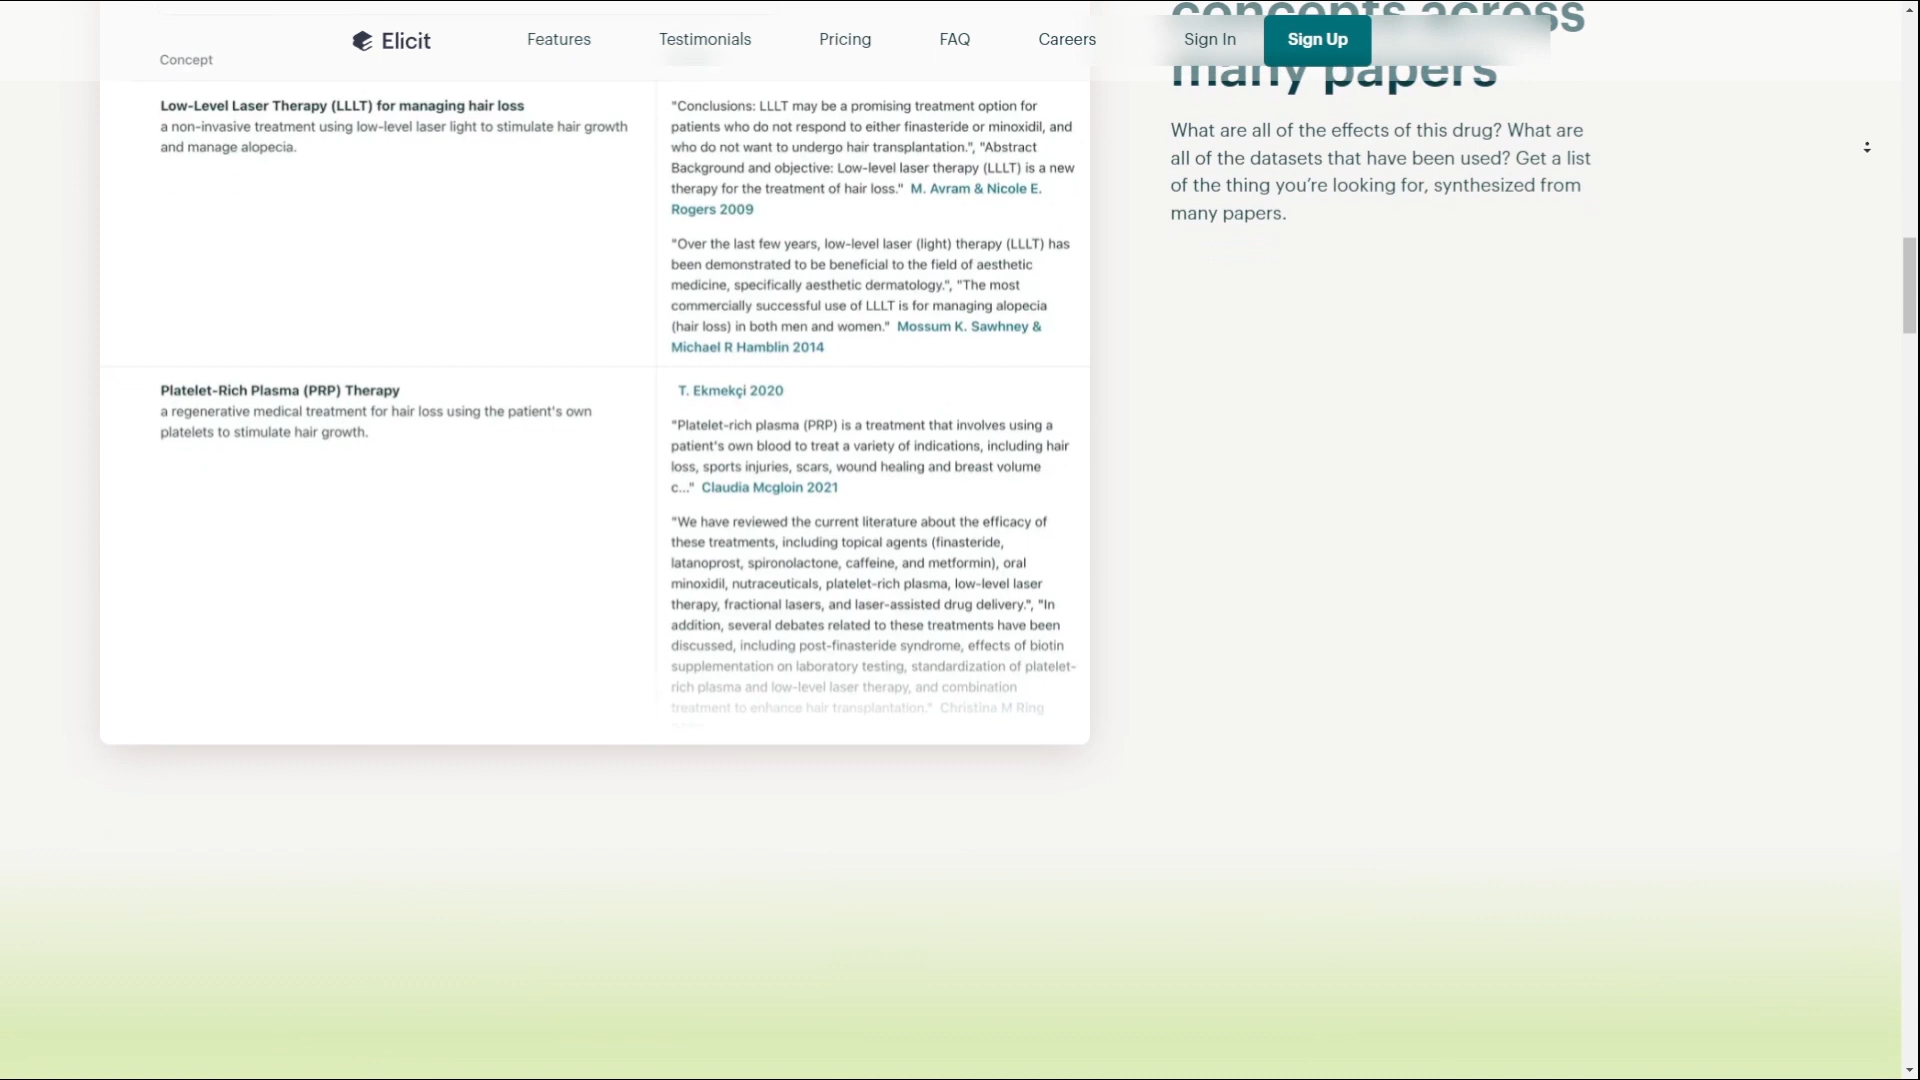 Elicit
Features
Testimonials
Pricing
FAQ
Careers
Sign In
Sign Up
concepts across
many papers
What are all of the effects of this drug? What are
all of the datasets that have been used? Get a list
of the thing you’re looking for, synthesized from
many papers.
Concept
Low-Level Laser Therapy (LLLT) for managing hair loss
a non-invasive treatment using low-level laser light to stimulate hair growth
and manage alopecia.
"Conclusions: LLLT may be a promising treatment option for
patients who do not respond to either finasteride or minoxidil, and
who do not want to undergo hair transplantation.", "Abstract
Background and objective: Low-level laser therapy (LLLT) is a new
therapy for the treatment of hair loss." M. Avram & Nicole E.
Rogers 2009
"Over the last few years, low-level laser (light) therapy (LLLT) has
been demonstrated to be beneficial to the field of aesthetic
medicine, specifically aesthetic dermatology.", "The most
commercially successful use of LLLT is for managing alopecia
(hair loss) in both men and women." Mossum K. Sawhney &
Michael R Hamblin 2014
Platelet-Rich Plasma (PRP) Therapy
a regenerative medical treatment for hair loss using the patient's own
platelets to stimulate hair growth.
T. Ekmekçi 2020
"Platelet-rich plasma (PRP) is a treatment that involves using a
patient's own blood to treat a variety of indications, including hair
loss, sports injuries, scars, wound healing and breast volume
c..." Claudia Mcgloin 2021
"We have reviewed the current literature about the efficacy of
these treatments, including topical agents (finasteride,
latanoprost, spironolactone, caffeine, and metformin), oral
minoxidil, nutraceuticals, platelet-rich plasma, low-level laser
therapy, fractional lasers, and laser-assisted drug delivery.", "In
addition, several debates related to these treatments have been
discussed, including post-finasteride syndrome, effects of biotin
supplementation on laboratory testing, standardization of platelet-
rich plasma and low-level laser therapy, and combination
treatment to enhance hair transplantation." Christina M Ring